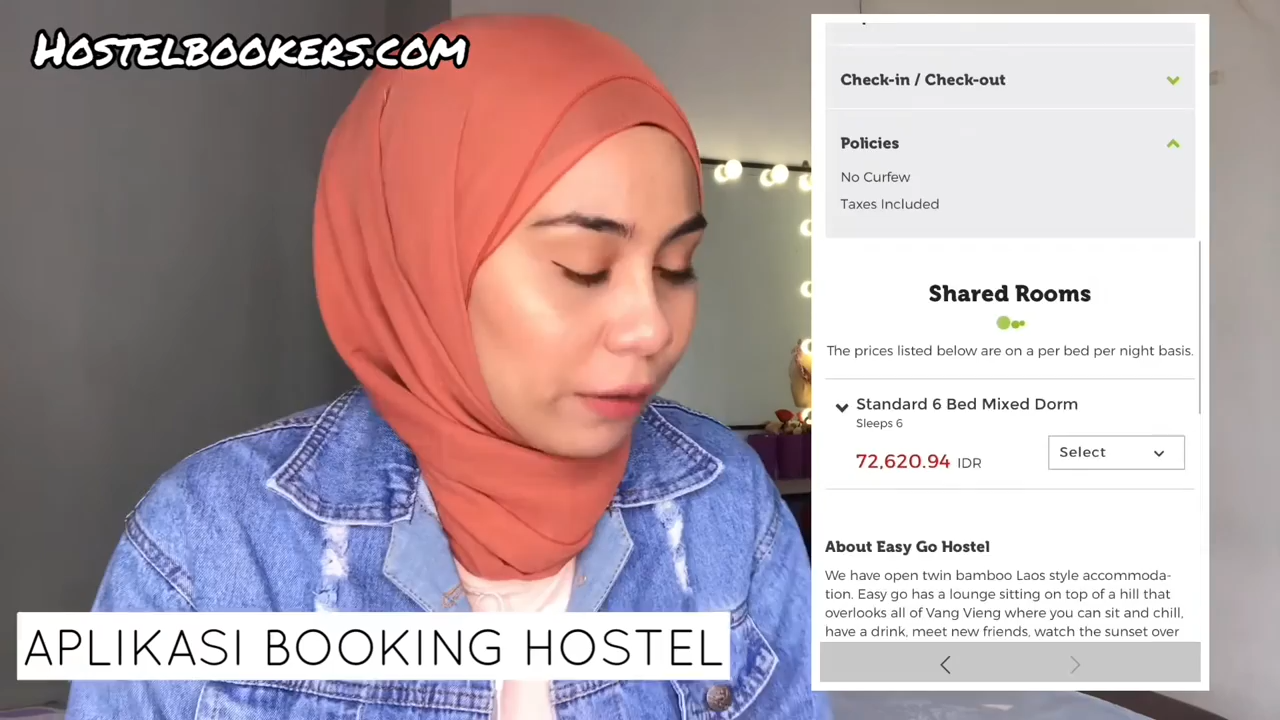 HOSTELBOOKERS.COM
Check-in / Check-out
Policies
No Curfew
Taxes Included
Shared Rooms
The prices listed below are on a per bed per night basis.
Standard 6 Bed Mixed Dorm
Sleeps 6
72,620.94 IDR
Select
About Easy Go Hostel
We have open twin bamboo Laos style accommoda-
tion. Easy go has a lounge sitting on top of a hill that
overlooks all of Vang Vieng where you can sit and chill,
have a drink, meet new friends, watch the sunset over
APLIKASI BOOKING HOSTEL